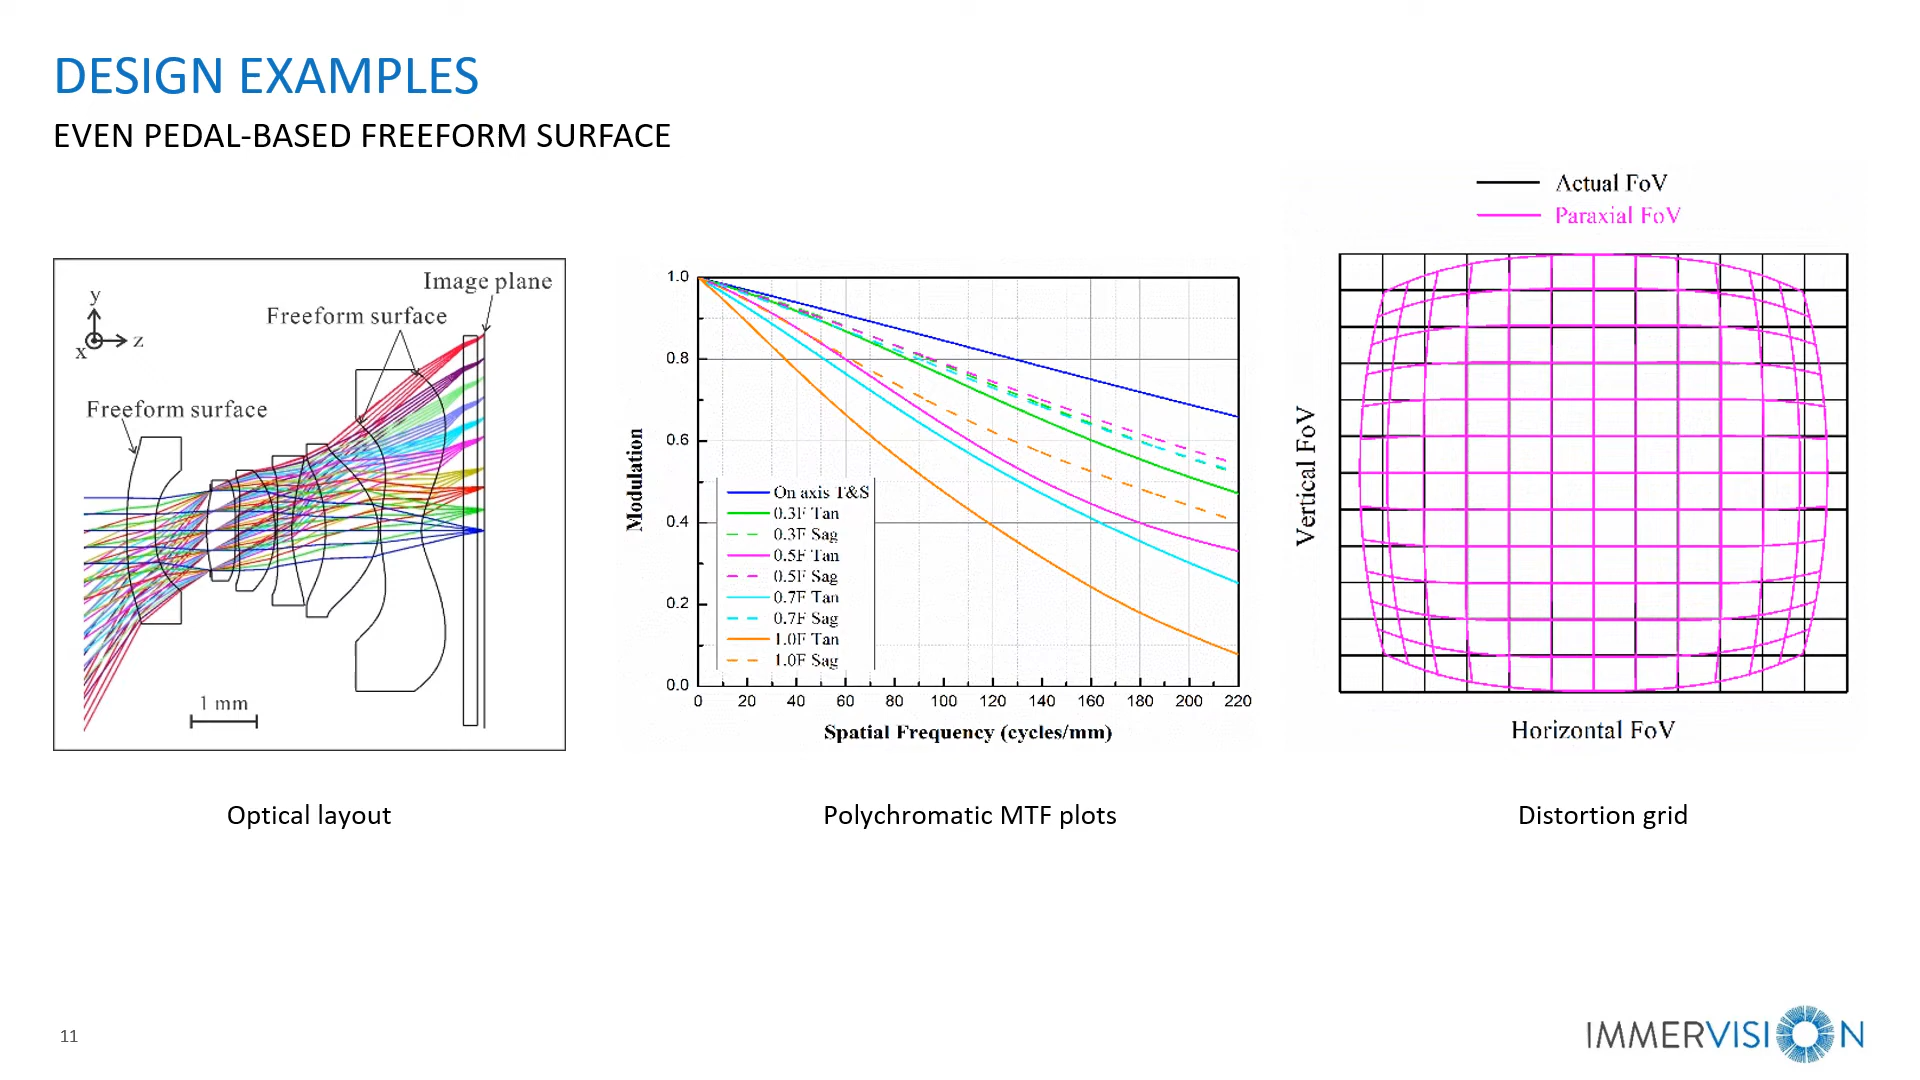 DESIGN EXAMPLES
EVEN PEDAL-BASED FREEFORM SURFACE
Image plane
Freeform surface
y
z
x
Freeform surface
1 mm
Optical layout
1.0
0.8
0.6
0.4
0.2
0.0
Modulation
On axis T&S
0.3F Tan
0.3F Sag
0.5F Tan
0.5F Sag
0.7F Tan
0.7F Sag
1.0F Tan
1.0F Sag
0 20 40 60 80 100 120 140 160 180 200 220
Spatial Frequency (cycles/mm)
Polychromatic MTF plots
Actual FoV
Paraxial FoV
Vertical FoV
Horizontal FoV
Distortion grid
11
IMMERVISION